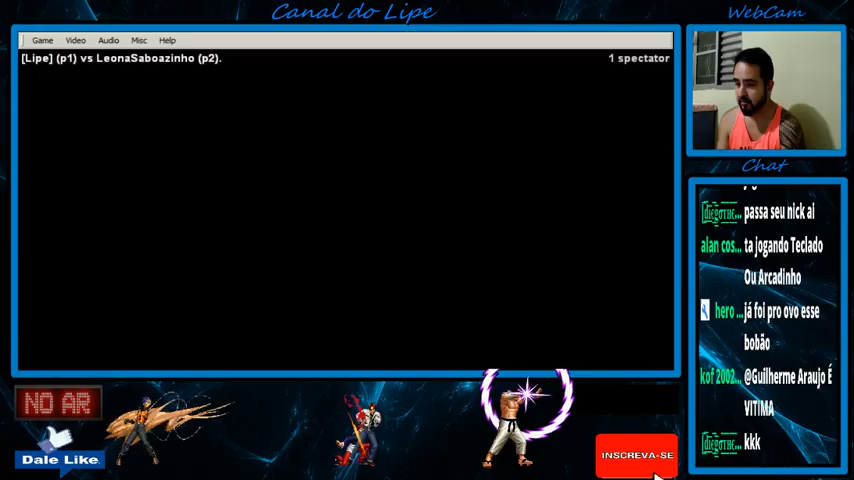 Canal do Lipe
WebCam
Game Video Audio Misc Help
[Lipe] (p1) vs LeonaSaboazinho (p2).
1 spectator
Chat
passa seu nick ai
alan cos... ta jogando Teclado
Ou Arcadinho
hero ... já foi pro ovo esse
bobão
kof 2002... @Guilherme Araujo É
VITIMA
kkk
NO AR
Dale Like.
INSCREVA-SE